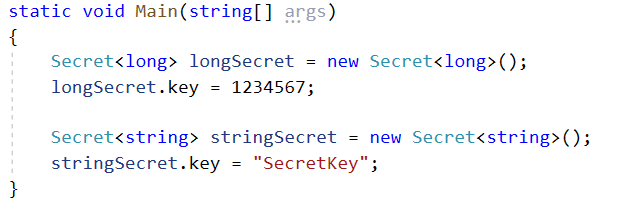 static void Main(string[] args)
{
    Secret<long> longSecret = new Secret<long>();
    longSecret.key = 1234567;

    Secret<string> stringSecret = new Secret<string>();
    stringSecret.key = "SecretKey";
}